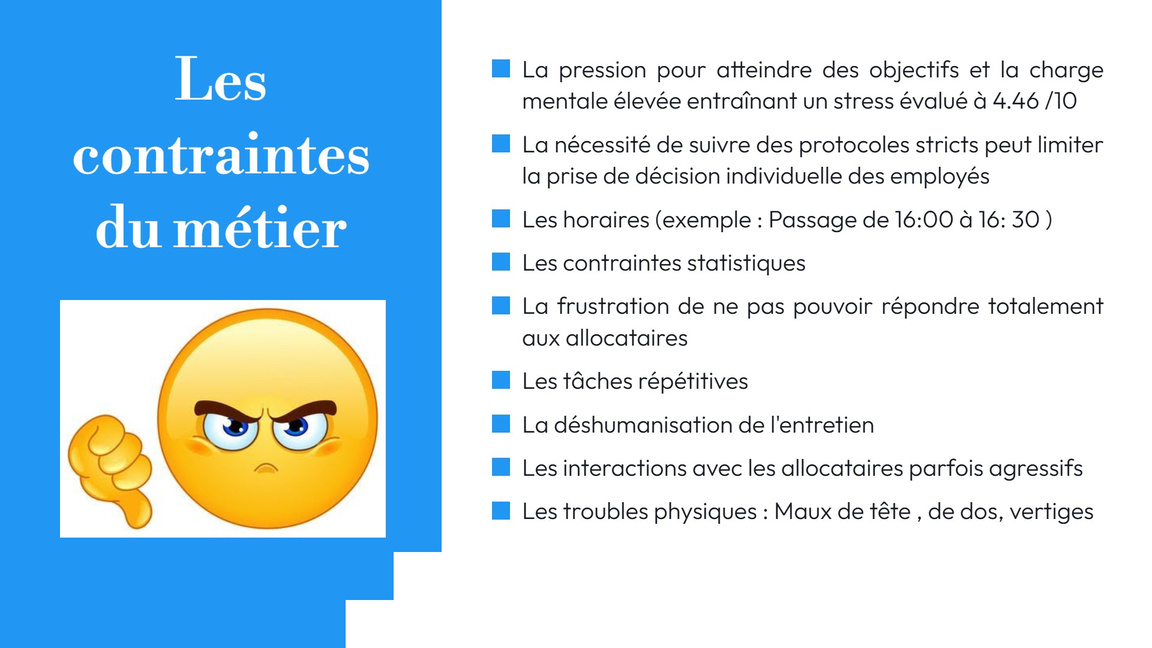 Les
contraintes
du métier
La pression pour atteindre des objectifs et la charge
mentale élevée entraînant un stress évalué à 4.46 /10
La nécessité de suivre des protocoles stricts peut limiter
la prise de décision individuelle des employés
Les horaires (exemple : Passage de 16:00 à 16: 30 )
Les contraintes statistiques
La frustration de ne pas pouvoir répondre totalement
aux allocataires
Les tâches répétitives
La déshumanisation de l'entretien
Les interactions avec les allocataires parfois agressifs
Les troubles physiques : Maux de tête , de dos, vertiges